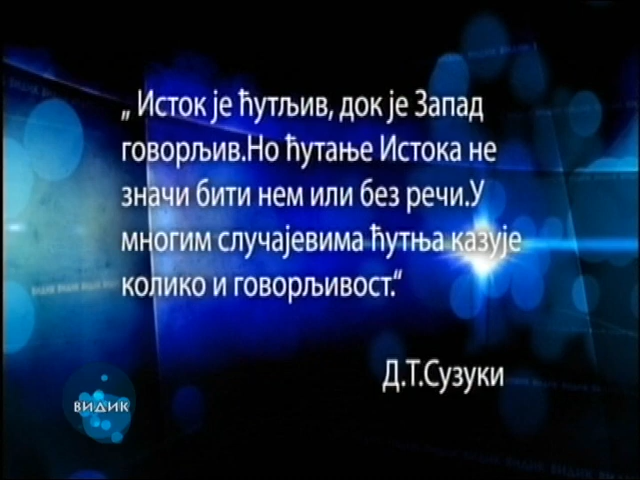 „ Исток је ћутљив, док је Запад
говорљив.Но ћутање Истока не
значи бити нем или без речи.У
многим случајевима ћутња казује
колико и говорљивост.“
Д.Т.Сузуки
ВИДИК